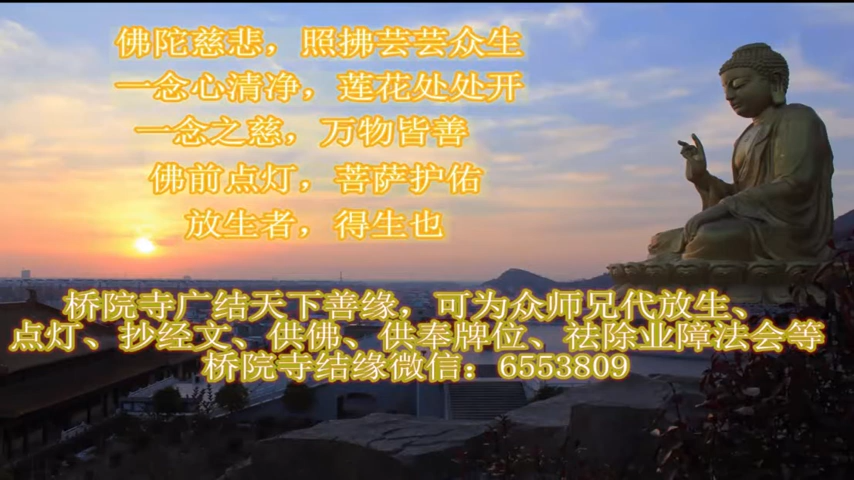 佛陀慈悲，照拂芸芸众生
一念心清净，莲花处处开
一念之慈，万物皆善
佛前点灯，菩萨护佑
放生者，得生也
桥院寺广结天下善缘，可为众师兄代放生、
点灯、抄经文、供佛、供奉牌位、祛除业障法会等
桥院寺结缘微信：6553809